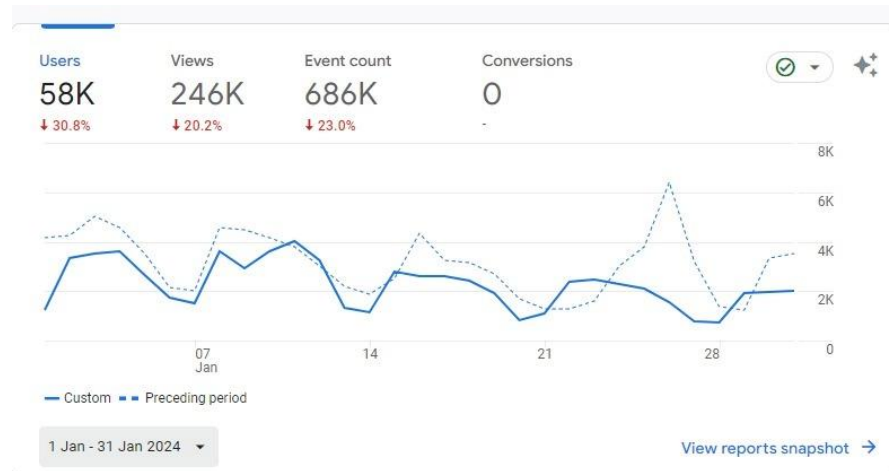 Users Views Event count Conversions
58K 246K 686K 0
↓ 30.8% ↓ 20.2% ↓ 23.0% -
8K
6K
4K
2K
0
07 14 21 28
Jan
Custom Preceding period
1 Jan - 31 Jan 2024
View reports snapshot →